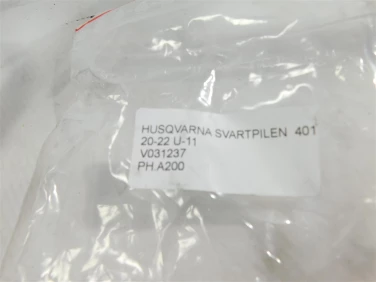 HUSQVARNA SVARTPILEN 401
20-22 U-11
V031237
PH.A200